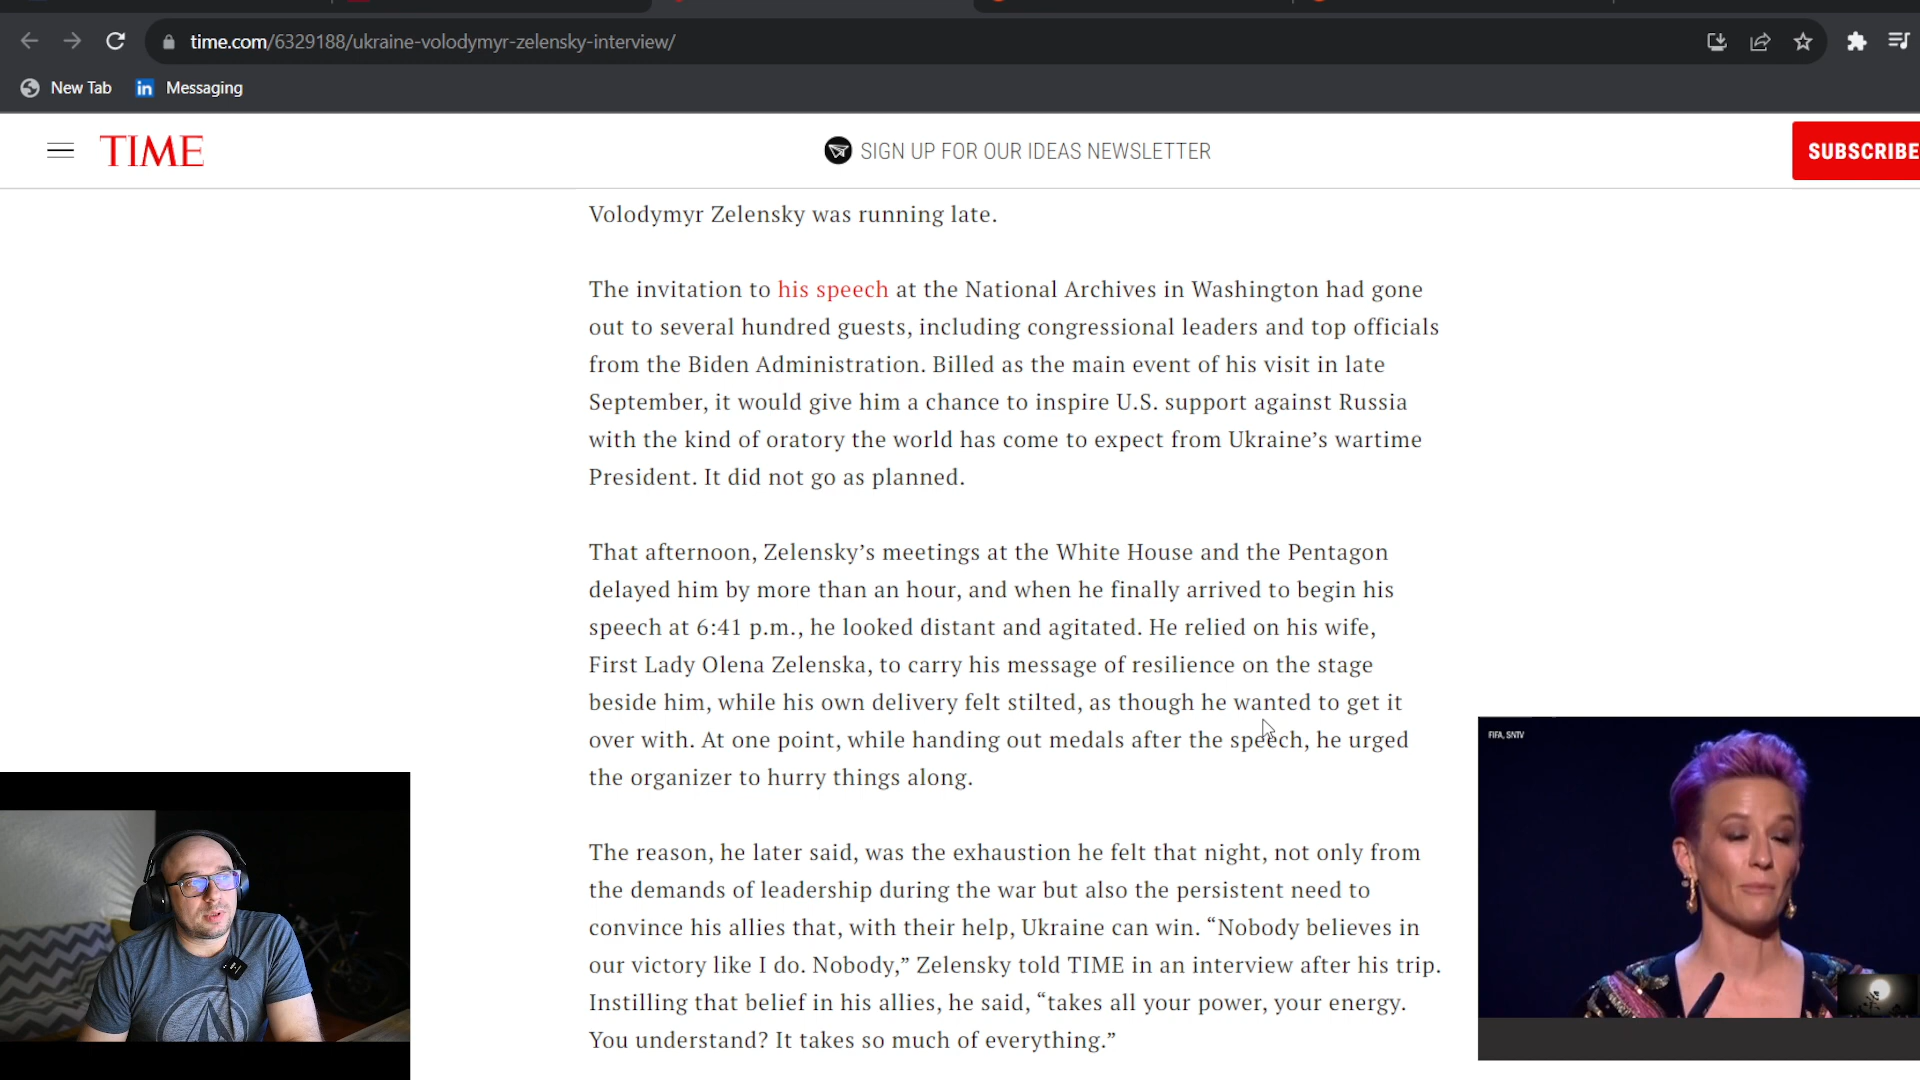 time.com/6329188/ukraine-volodymyr-zelensky-interview/
New Tab
in Messaging
TIME
SIGN UP FOR OUR IDEAS NEWSLETTER
SUBSCRIBE
Volodymyr Zelensky was running late.
The invitation to his speech at the National Archives in Washington had gone
out to several hundred guests, including congressional leaders and top officials
from the Biden Administration. Billed as the main event of his visit in late
September, it would give him a chance to inspire U.S. support against Russia
with the kind of oratory the world has come to expect from Ukraine’s wartime
President. It did not go as planned.
That afternoon, Zelensky’s meetings at the White House and the Pentagon
delayed him by more than an hour, and when he finally arrived to begin his
speech at 6:41 p.m., he looked distant and agitated. He relied on his wife,
First Lady Olena Zelenska, to carry his message of resilience on the stage
beside him, while his own delivery felt stilted, as though he wanted to get it
over with. At one point, while handing out medals after the speech, he urged
the organizer to hurry things along.
The reason, he later said, was the exhaustion he felt that night, not only from
the demands of leadership during the war but also the persistent need to
convince his allies that, with their help, Ukraine can win. “Nobody believes in
our victory like I do. Nobody,” Zelensky told TIME in an interview after his trip.
Instilling that belief in his allies, he said, “takes all your power, your energy.
You understand? It takes so much of everything.”
FIFA, SNTV